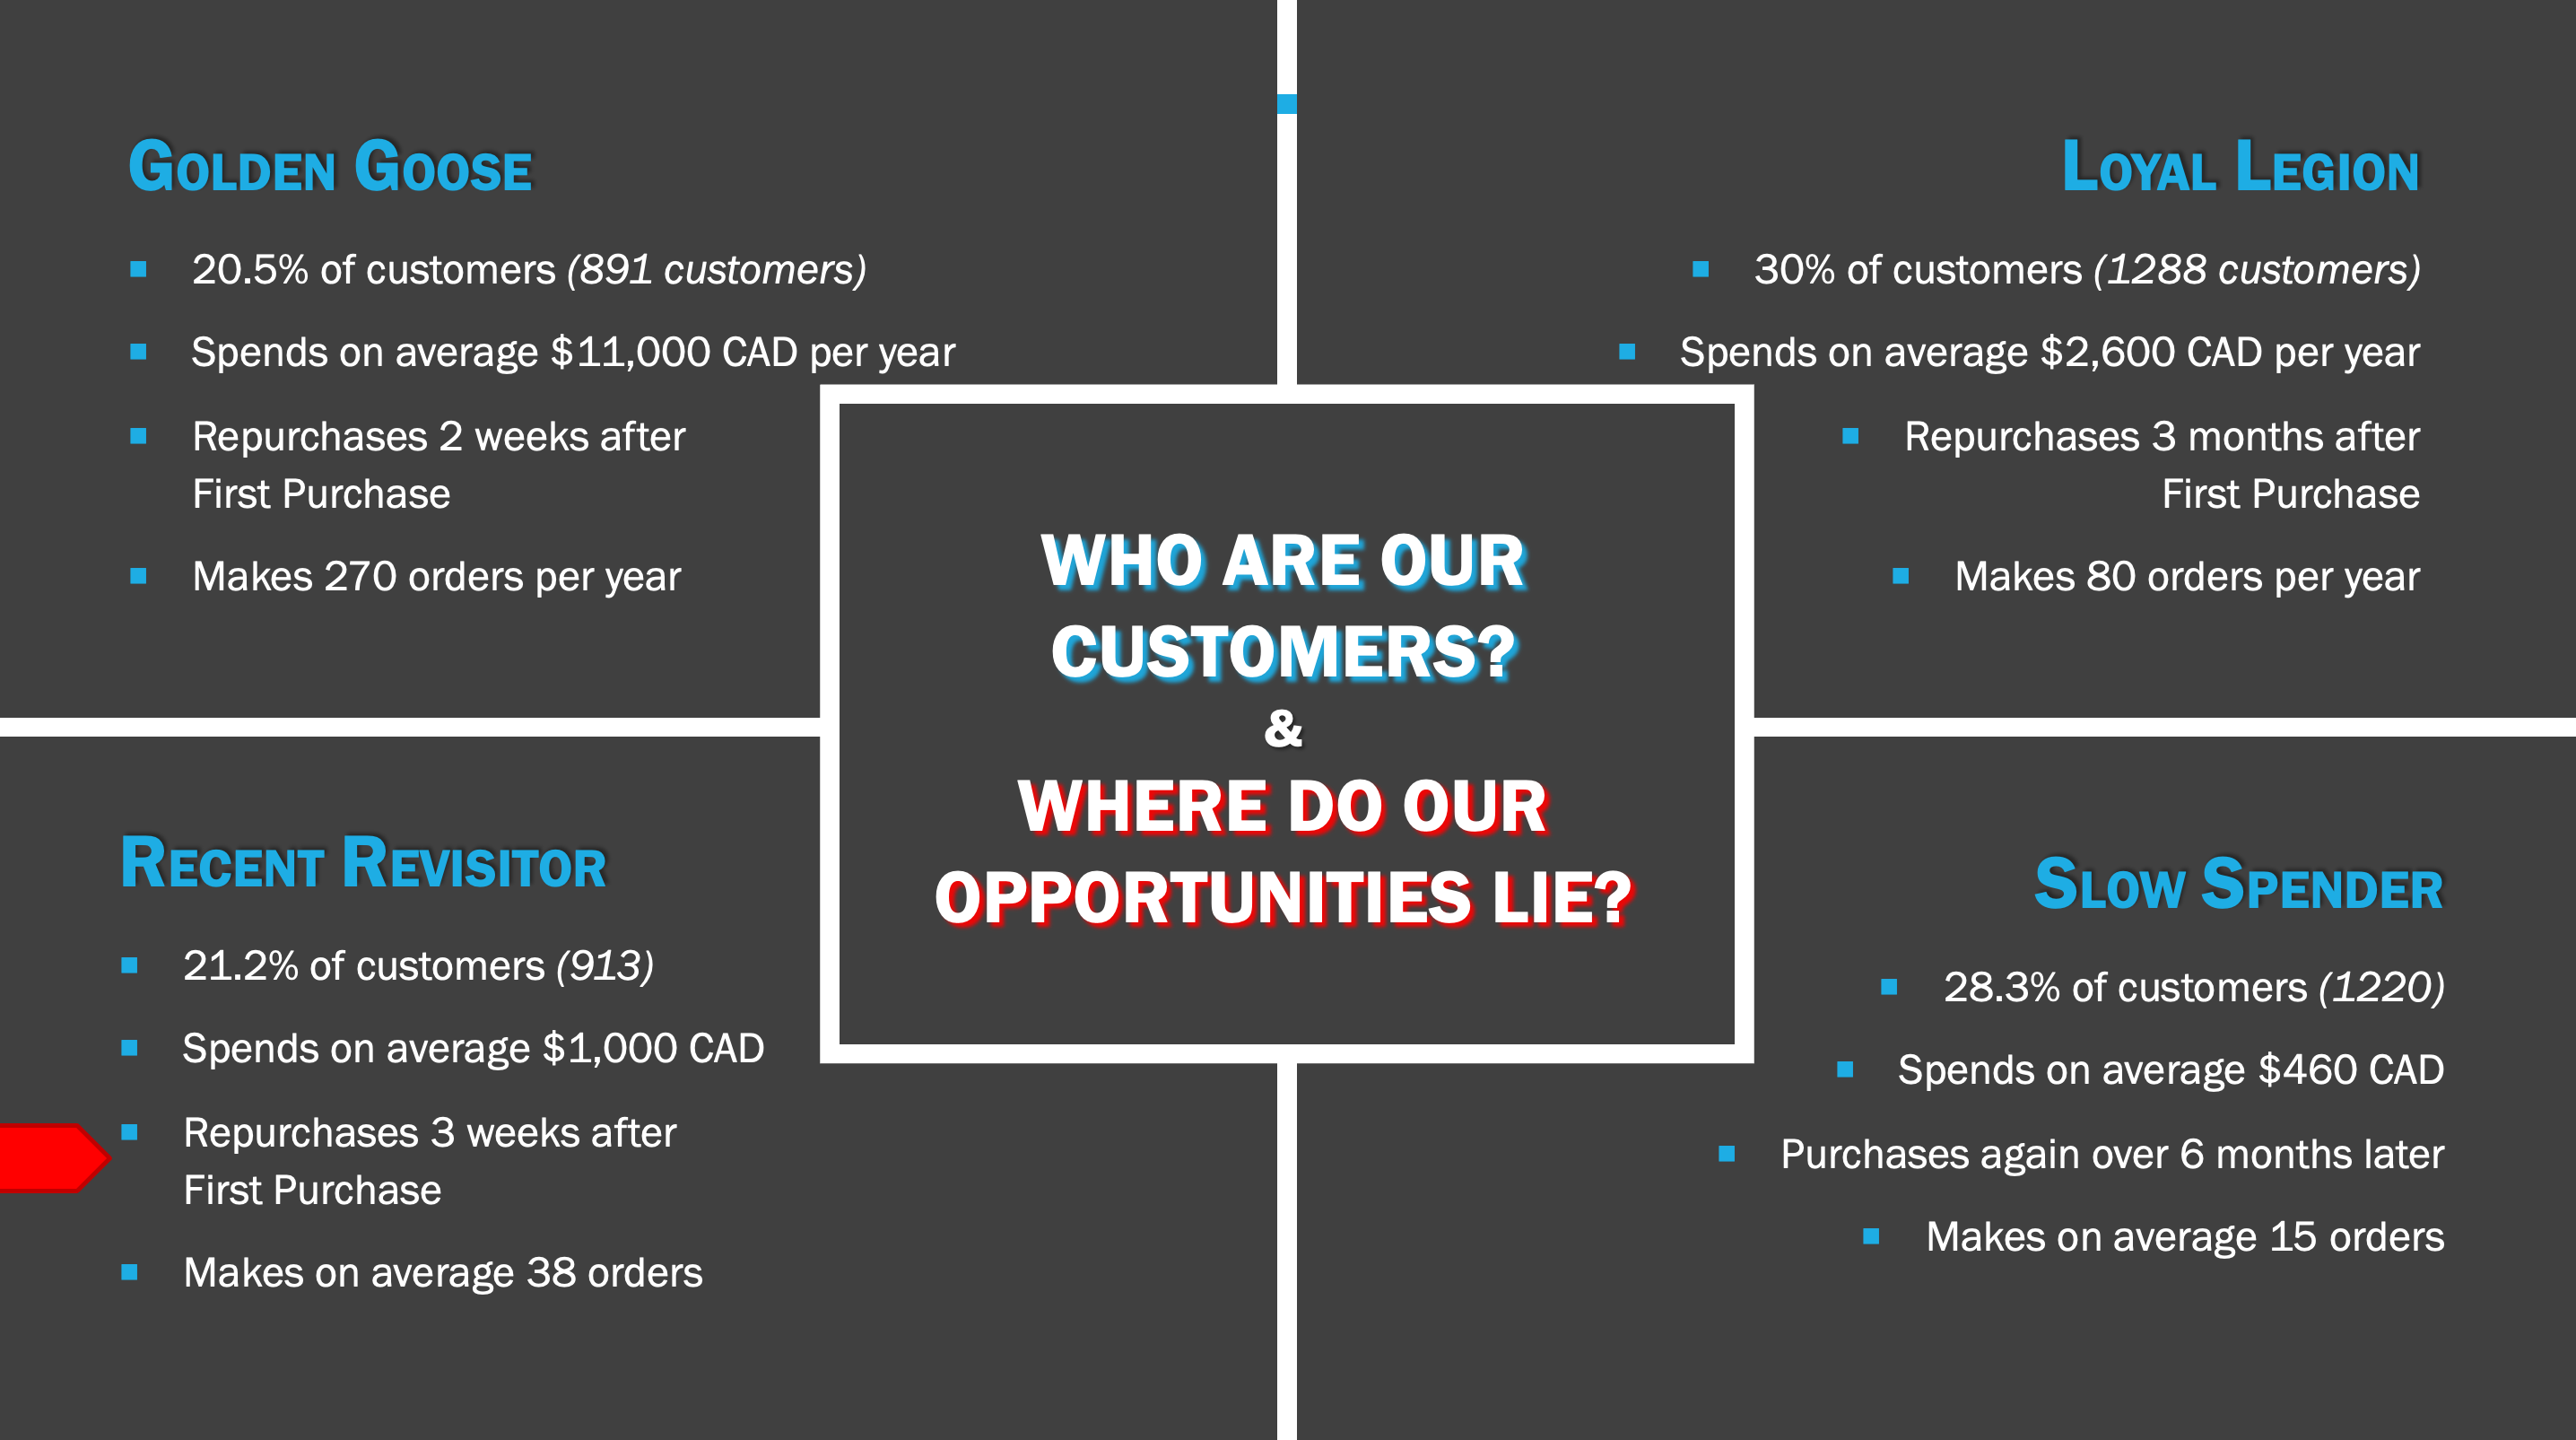 Golden Goose
20.5% of customers (891 customers)
Spends on average $11,000 CAD per year
Repurchases 2 weeks after
First Purchase
Makes 270 orders per year
Loyal Legion
30% of customers (1288 customers)
Spends on average $2,600 CAD per year
Repurchases 3 months after
First Purchase
Makes 80 orders per year
WHO ARE OUR
CUSTOMERS?
&
WHERE DO OUR
OPPORTUNITIES LIE?
Recent Revisitor
21.2% of customers (913)
Spends on average $1,000 CAD
Repurchases 3 weeks after
First Purchase
Makes on average 38 orders
Slow Spender
28.3% of customers (1220)
Spends on average $460 CAD
Purchases again over 6 months later
Makes on average 15 orders